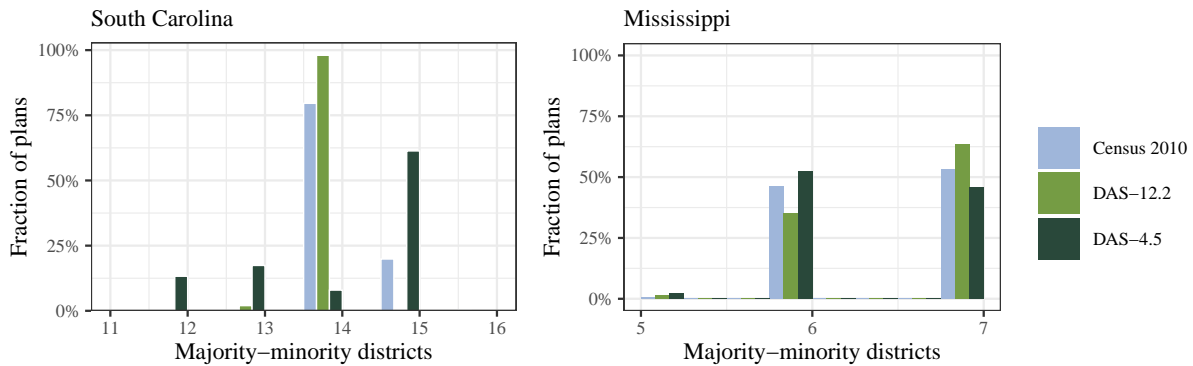 South Carolina
100%
75%
50%
25%
0%
Fraction of plans
11 12 13 14 15 16
Majority−minority districts
Mississippi
100%
75%
50%
25%
0%
Fraction of plans
5 6 7
Majority−minority districts
Census 2010
DAS−12.2
DAS−4.5